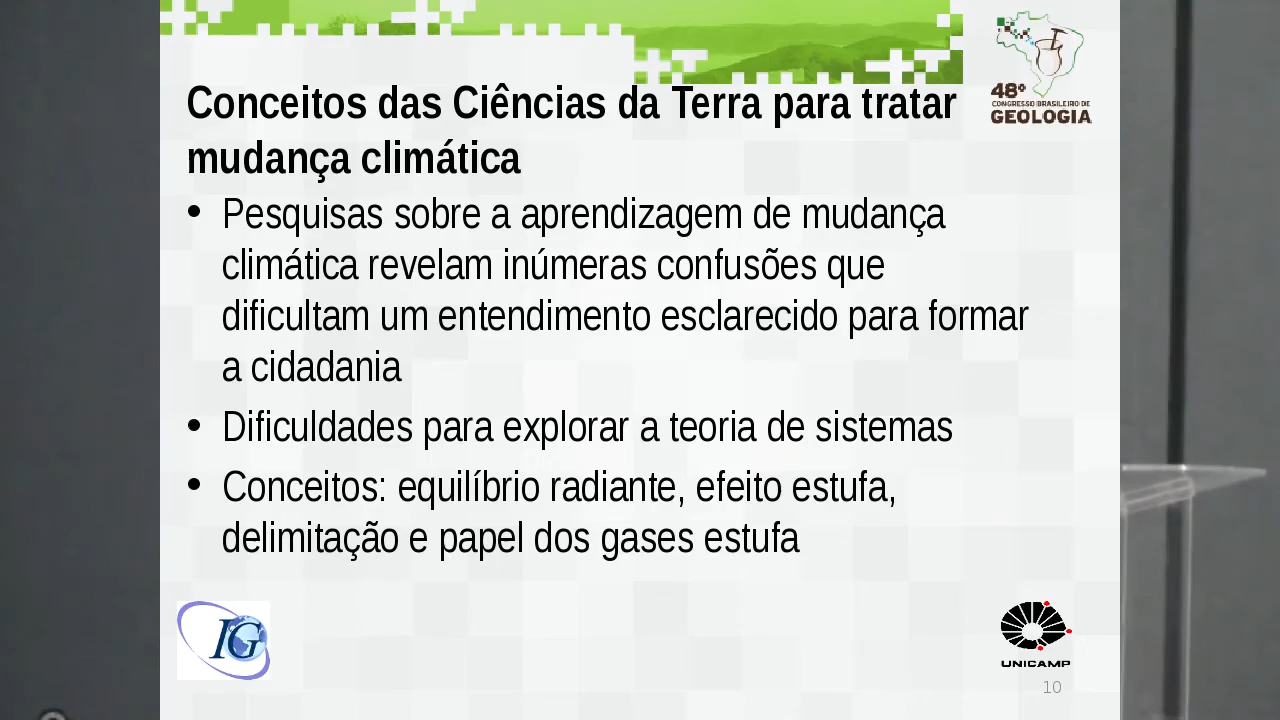 48º
CONGRESSO BRASILEIRO DE
GEOLOGIA
Conceitos das Ciências da Terra para tratar
mudança climática
• Pesquisas sobre a aprendizagem de mudança
climática revelam inúmeras confusões que
dificultam um entendimento esclarecido para formar
a cidadania
• Dificuldades para explorar a teoria de sistemas
• Conceitos: equilíbrio radiante, efeito estufa,
delimitação e papel dos gases estufa
IG
UNICAMP
10